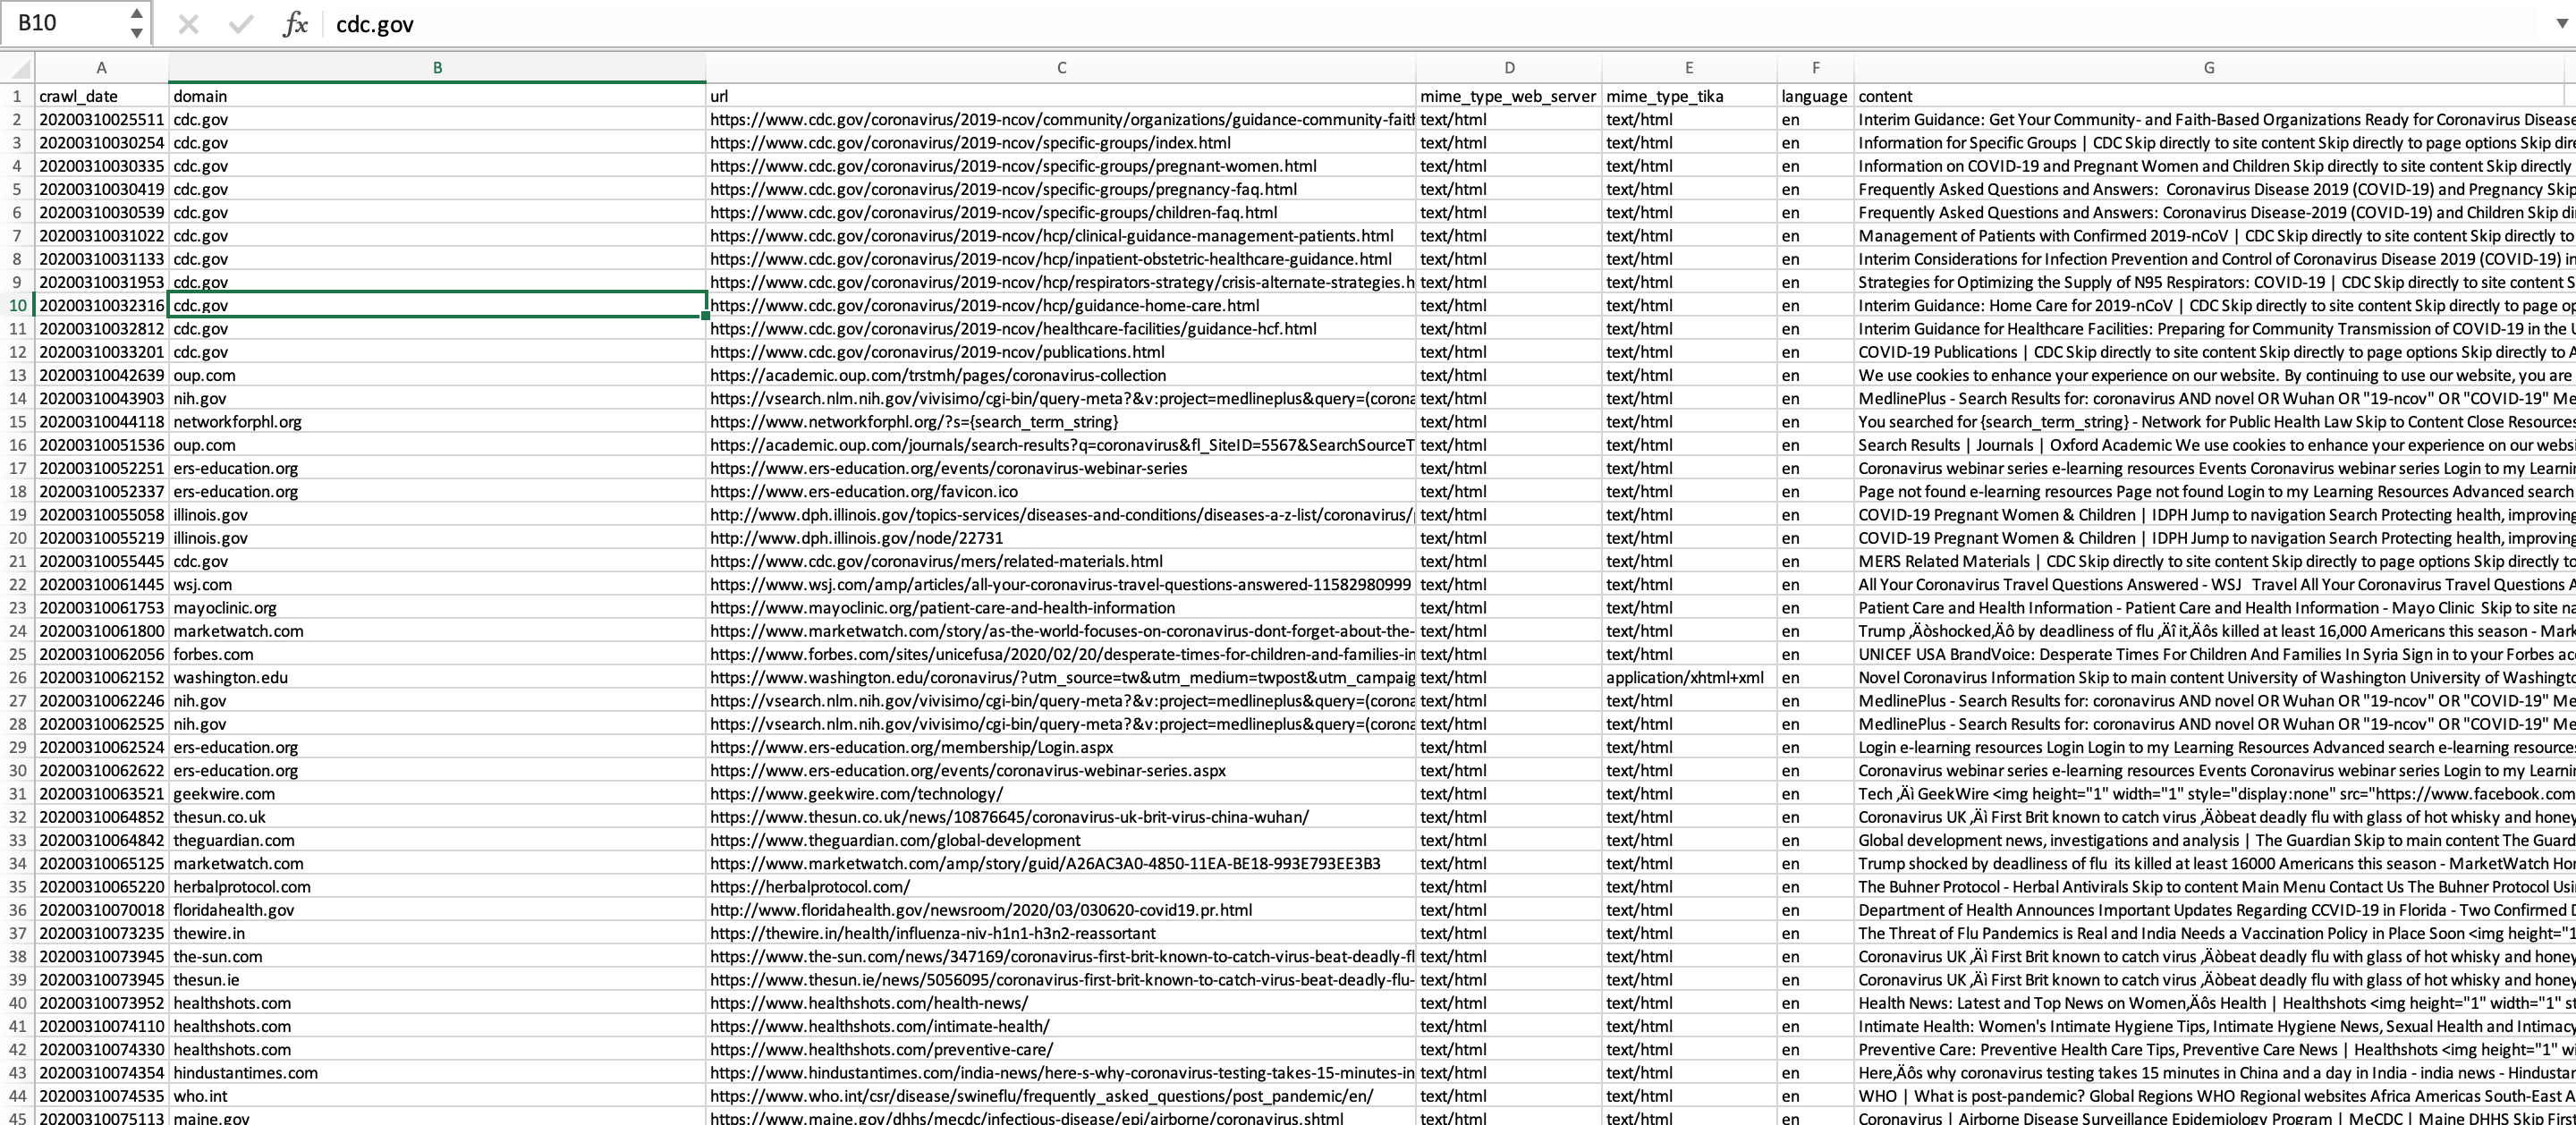 B10 fx cdc.gov
A B C D E F G
1 crawl_date domain url mime_type_web_server mime_type_tika language content
2 20200310025511 cdc.gov https://www.cdc.gov/coronavirus/2019-ncov/community/organizations/guidance-community-faith text/html text/html en Interim Guidance: Get Your Community- and Faith-Based Organizations Ready for Coronavirus Disease
3 20200310030254 cdc.gov https://www.cdc.gov/coronavirus/2019-ncov/specific-groups/index.html text/html text/html en Information for Specific Groups | CDC Skip directly to site content Skip directly to page options Skip dire
4 20200310030335 cdc.gov https://www.cdc.gov/coronavirus/2019-ncov/specific-groups/pregnant-women.html text/html text/html en Information on COVID-19 and Pregnant Women and Children Skip directly to site content Skip directly
5 20200310030419 cdc.gov https://www.cdc.gov/coronavirus/2019-ncov/specific-groups/pregnancy-faq.html text/html text/html en Frequently Asked Questions and Answers:  Coronavirus Disease 2019 (COVID-19) and Pregnancy Skip
6 20200310030539 cdc.gov https://www.cdc.gov/coronavirus/2019-ncov/specific-groups/children-faq.html text/html text/html en Frequently Asked Questions and Answers: Coronavirus Disease-2019 (COVID-19) and Children Skip di
7 20200310031022 cdc.gov https://www.cdc.gov/coronavirus/2019-ncov/hcp/clinical-guidance-management-patients.html text/html text/html en Management of Patients with Confirmed 2019-nCoV | CDC Skip directly to site content Skip directly to
8 20200310031133 cdc.gov https://www.cdc.gov/coronavirus/2019-ncov/hcp/inpatient-obstetric-healthcare-guidance.html text/html text/html en Interim Considerations for Infection Prevention and Control of Coronavirus Disease 2019 (COVID-19) in
9 20200310031953 cdc.gov https://www.cdc.gov/coronavirus/2019-ncov/hcp/respirators-strategy/crisis-alternate-strategies.h text/html text/html en Strategies for Optimizing the Supply of N95 Respirators: COVID-19 | CDC Skip directly to site content S
10 20200310032316 cdc.gov https://www.cdc.gov/coronavirus/2019-ncov/hcp/guidance-home-care.html text/html text/html en Interim Guidance: Home Care for 2019-nCoV | CDC Skip directly to site content Skip directly to page op
11 20200310032812 cdc.gov https://www.cdc.gov/coronavirus/2019-ncov/healthcare-facilities/guidance-hcf.html text/html text/html en Interim Guidance for Healthcare Facilities: Preparing for Community Transmission of COVID-19 in the U
12 20200310033201 cdc.gov https://www.cdc.gov/coronavirus/2019-ncov/publications.html text/html text/html en COVID-19 Publications | CDC Skip directly to site content Skip directly to page options Skip directly to A
13 20200310042639 oup.com https://academic.oup.com/trstmh/pages/coronavirus-collection text/html text/html en We use cookies to enhance your experience on our website. By continuing to use our website, you are
14 20200310043903 nih.gov https://vsearch.nlm.nih.gov/vivisimo/cgi-bin/query-meta?&v:project=medlineplus&query=(corona text/html text/html en MedlinePlus - Search Results for: coronavirus AND novel OR Wuhan OR "19-ncov" OR "COVID-19" Me
15 20200310044118 networkforphl.org https://www.networkforphl.org/?s={search_term_string} text/html text/html en You searched for {search_term_string} - Network for Public Health Law Skip to Content Close Resources
16 20200310051536 oup.com https://academic.oup.com/journals/search-results?q=coronavirus&fl_SiteID=5567&SearchSourceT text/html text/html en Search Results | Journals | Oxford Academic We use cookies to enhance your experience on our websi
17 20200310052251 ers-education.org https://www.ers-education.org/events/coronavirus-webinar-series text/html text/html en Coronavirus webinar series e-learning resources Events Coronavirus webinar series Login to my Learni
18 20200310052337 ers-education.org https://www.ers-education.org/favicon.ico text/html text/html en Page not found e-learning resources Page not found Login to my Learning Resources Advanced search
19 20200310055058 illinois.gov http://www.dph.illinois.gov/topics-services/diseases-and-conditions/diseases-a-z-list/coronavirus/ text/html text/html en COVID-19 Pregnant Women & Children | IDPH Jump to navigation Search Protecting health, improving
20 20200310055219 illinois.gov http://www.dph.illinois.gov/node/22731 text/html text/html en COVID-19 Pregnant Women & Children | IDPH Jump to navigation Search Protecting health, improving
21 20200310055445 cdc.gov https://www.cdc.gov/coronavirus/mers/related-materials.html text/html text/html en MERS Related Materials | CDC Skip directly to site content Skip directly to page options Skip directly to
22 20200310061445 wsj.com https://www.wsj.com/amp/articles/all-your-coronavirus-travel-questions-answered-11582980999 text/html text/html en All Your Coronavirus Travel Questions Answered - WSJ   Travel All Your Coronavirus Travel Questions A
23 20200310061753 mayoclinic.org https://www.mayoclinic.org/patient-care-and-health-information text/html text/html en Patient Care and Health Information - Patient Care and Health Information - Mayo Clinic  Skip to site na
24 20200310061800 marketwatch.com https://www.marketwatch.com/story/as-the-world-focuses-on-coronavirus-dont-forget-about-the- text/html text/html en Trump ‚Äòshocked‚Äô by deadliness of flu ‚Äî it‚Äôs killed at least 16,000 Americans this season - Mark
25 20200310062056 forbes.com https://www.forbes.com/sites/unicefusa/2020/02/20/desperate-times-for-children-and-families-in text/html text/html en UNICEF USA BrandVoice: Desperate Times For Children And Families In Syria Sign in to your Forbes acc
26 20200310062152 washington.edu https://www.washington.edu/coronavirus/?utm_source=tw&utm_medium=twpost&utm_campaig text/html application/xhtml+xml en Novel Coronavirus Information Skip to main content University of Washington University of Washingto
27 20200310062246 nih.gov https://vsearch.nlm.nih.gov/vivisimo/cgi-bin/query-meta?&v:project=medlineplus&query=(corona text/html text/html en MedlinePlus - Search Results for: coronavirus AND novel OR Wuhan OR "19-ncov" OR "COVID-19" Me
28 20200310062525 nih.gov https://vsearch.nlm.nih.gov/vivisimo/cgi-bin/query-meta?&v:project=medlineplus&query=(corona text/html text/html en MedlinePlus - Search Results for: coronavirus AND novel OR Wuhan OR "19-ncov" OR "COVID-19" Me
29 20200310062524 ers-education.org https://www.ers-education.org/membership/Login.aspx text/html text/html en Login e-learning resources Login Login to my Learning Resources Advanced search e-learning resources
30 20200310062622 ers-education.org https://www.ers-education.org/events/coronavirus-webinar-series.aspx text/html text/html en Coronavirus webinar series e-learning resources Events Coronavirus webinar series Login to my Learni
31 20200310063521 geekwire.com https://www.geekwire.com/technology/ text/html text/html en Tech ‚Äì GeekWire <img height="1" width="1" style="display:none" src="https://www.facebook.com
32 20200310064852 thesun.co.uk https://www.thesun.co.uk/news/10876645/coronavirus-uk-brit-virus-china-wuhan/ text/html text/html en Coronavirus UK ‚Äì First Brit known to catch virus ‚Äòbeat deadly flu with glass of hot whisky and honey
33 20200310064842 theguardian.com https://www.theguardian.com/global-development text/html text/html en Global development news, investigations and analysis | The Guardian Skip to main content The Guard
34 20200310065125 marketwatch.com https://www.marketwatch.com/amp/story/guid/A26AC3A0-4850-11EA-BE18-993E793EE3B3 text/html text/html en Trump shocked by deadliness of flu  its killed at least 16000 Americans this season - MarketWatch Hor
35 20200310065220 herbalprotocol.com https://herbalprotocol.com/ text/html text/html en The Buhner Protocol - Herbal Antivirals Skip to content Main Menu Contact Us The Buhner Protocol Usi
36 20200310070018 floridahealth.gov http://www.floridahealth.gov/newsroom/2020/03/030620-covid19.pr.html text/html text/html en Department of Health Announces Important Updates Regarding CCVID-19 in Florida - Two Confirmed D
37 20200310073235 thewire.in https://thewire.in/health/influenza-niv-h1n1-h3n2-reassortant text/html text/html en The Threat of Flu Pandemics is Real and India Needs a Vaccination Policy in Place Soon <img height="1
38 20200310073945 the-sun.com https://www.the-sun.com/news/347169/coronavirus-first-brit-known-to-catch-virus-beat-deadly-fl text/html text/html en Coronavirus UK ‚Äì First Brit known to catch virus ‚Äòbeat deadly flu with glass of hot whisky and honey
39 20200310073945 thesun.ie https://www.thesun.ie/news/5056095/coronavirus-first-brit-known-to-catch-virus-beat-deadly-flu- text/html text/html en Coronavirus UK ‚Äì First Brit known to catch virus ‚Äòbeat deadly flu with glass of hot whisky and honey
40 20200310073952 healthshots.com https://www.healthshots.com/health-news/ text/html text/html en Health News: Latest and Top News on Women‚Äôs Health | Healthshots <img height="1" width="1" st
41 20200310074110 healthshots.com https://www.healthshots.com/intimate-health/ text/html text/html en Intimate Health: Women's Intimate Hygiene Tips, Intimate Hygiene News, Sexual Health and Intimacy
42 20200310074330 healthshots.com https://www.healthshots.com/preventive-care/ text/html text/html en Preventive Care: Preventive Health Care Tips, Preventive Care News | Healthshots <img height="1" wi
43 20200310074354 hindustantimes.com https://www.hindustantimes.com/india-news/here-s-why-coronavirus-testing-takes-15-minutes-in text/html text/html en Here‚Äôs why coronavirus testing takes 15 minutes in China and a day in India - india news - Hindustan
44 20200310074535 who.int https://www.who.int/csr/disease/swineflu/frequently_asked_questions/post_pandemic/en/ text/html text/html en WHO | What is post-pandemic? Global Regions WHO Regional websites Africa Americas South-East A
45 20200310075113 maine.gov https://www.maine.gov/dhhs/mecdc/infectious-disease/epi/airborne/coronavirus.shtml text/html text/html en Coronavirus | Airborne Disease Surveillance Epidemiology Program | MeCDC | Maine DHHS Skip First